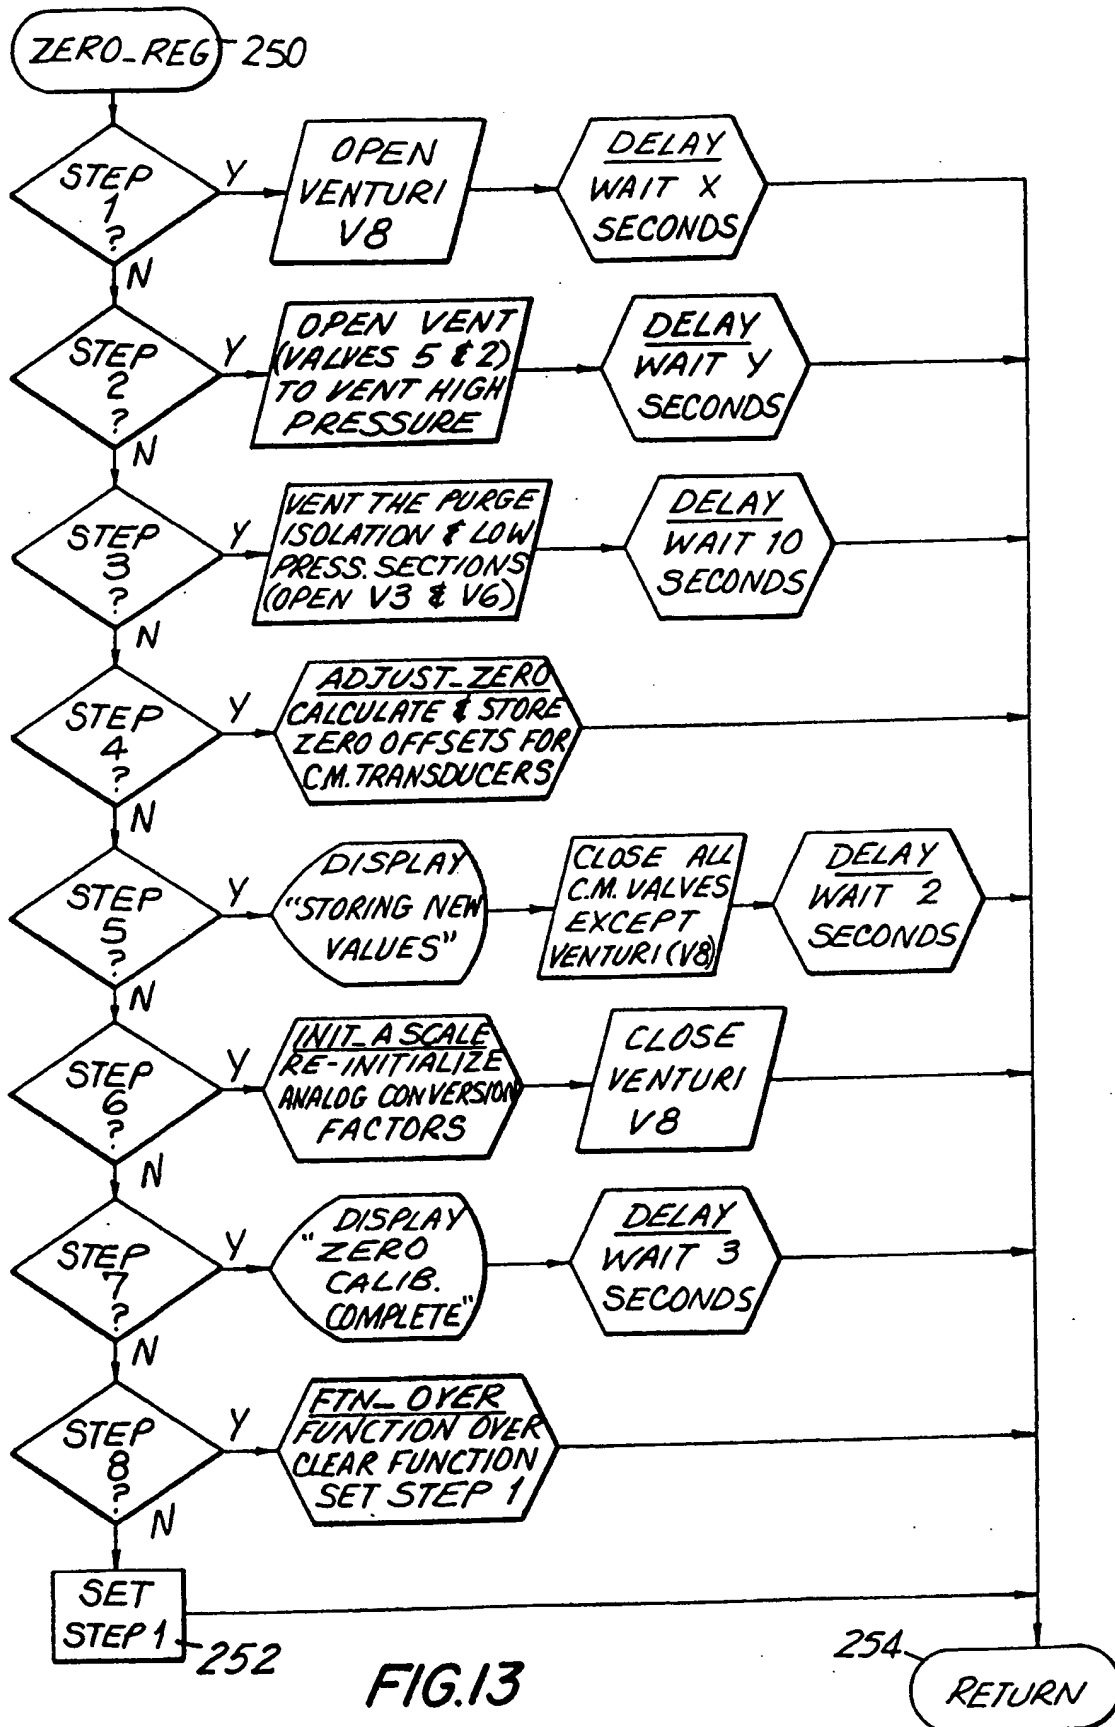 ZERO_REG 250
STEP
1
?
Y
N
OPEN
VENTURI
V8
DELAY
WAIT X
SECONDS
STEP
2
?
Y
N
OPEN VENT
(VALVES 5 & 2)
TO VENT HIGH
PRESSURE
DELAY
WAIT Y
SECONDS
STEP
3
?
Y
N
VENT THE PURGE
ISOLATION & LOW
PRESS. SECTIONS
(OPEN V3 & V6)
DELAY
WAIT 10
SECONDS
STEP
4
?
Y
N
ADJUST_ZERO
CALCULATE & STORE
ZERO OFFSETS FOR
C.M. TRANSDUCERS
STEP
5
?
Y
N
DISPLAY
"STORING NEW
VALUES"
CLOSE ALL
C.M. VALVES
EXCEPT
VENTURI (V8)
DELAY
WAIT 2
SECONDS
STEP
6
?
Y
N
INIT_A SCALE
RE-INITIALIZE
ANALOG CONVERSION
FACTORS
CLOSE
VENTURI
V8
STEP
7
?
Y
N
DISPLAY
"ZERO
CALIB.
COMPLETE"
DELAY
WAIT 3
SECONDS
STEP
8
?
Y
N
FTN_OVER
FUNCTION OVER
CLEAR FUNCTION
SET STEP 1
SET
STEP 1
252
254
RETURN
FIG.13